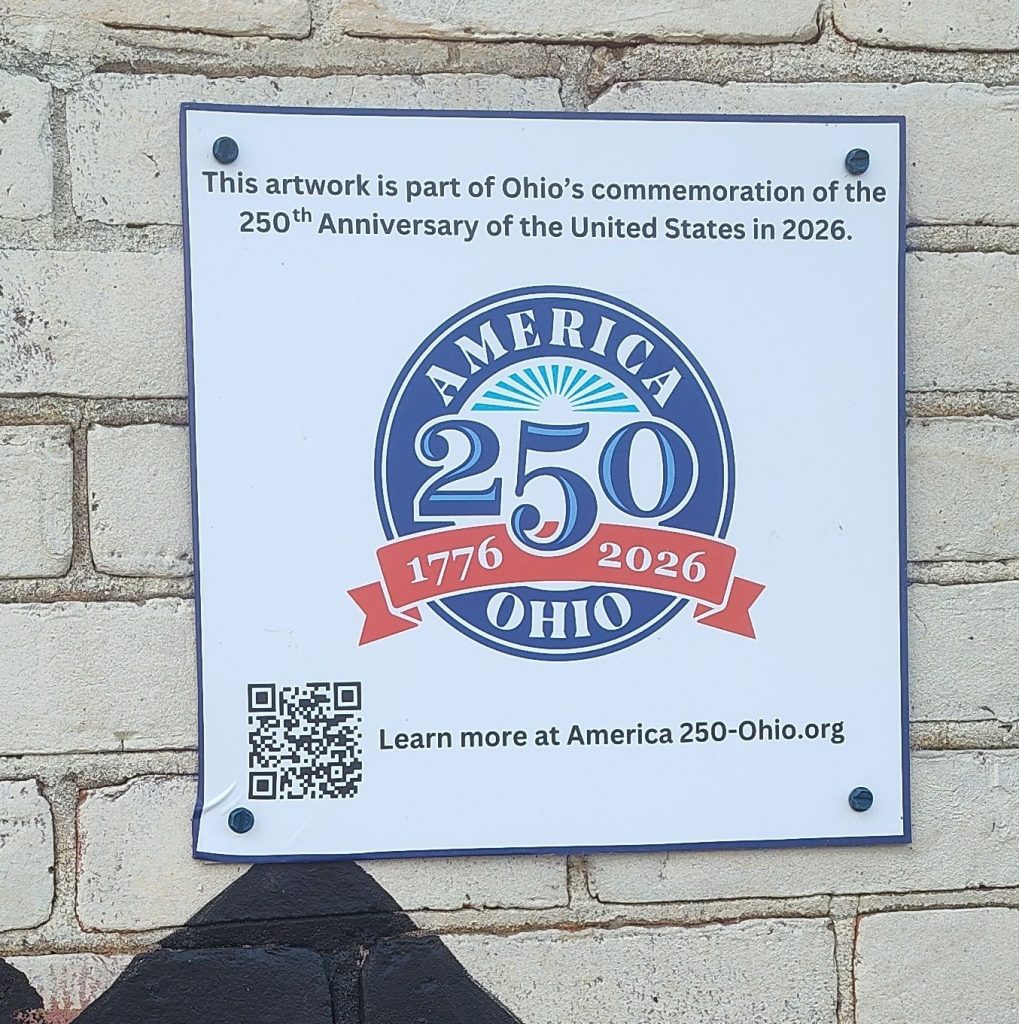 This artwork is part of Ohio’s commemoration of the
250th Anniversary of the United States in 2026.
AMERICA
250
1776 2026
OHIO
Learn more at America 250-Ohio.org